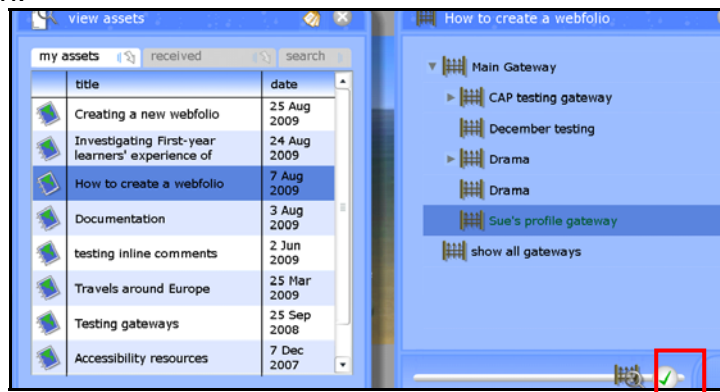 view assets
my assets received search
title date
Creating a new webfolio 25 Aug 2009
Investigating First-year learners' experience of 24 Aug 2009
How to create a webfolio 7 Aug 2009
Documentation 3 Aug 2009
testing inline comments 2 Jun 2009
Travels around Europe 25 Mar 2009
Testing gateways 25 Sep 2008
Accessibility resources 7 Dec 2007
How to create a webfolio
Main Gateway
CAP testing gateway
December testing
Drama
Drama
Sue's profile gateway
show all gateways